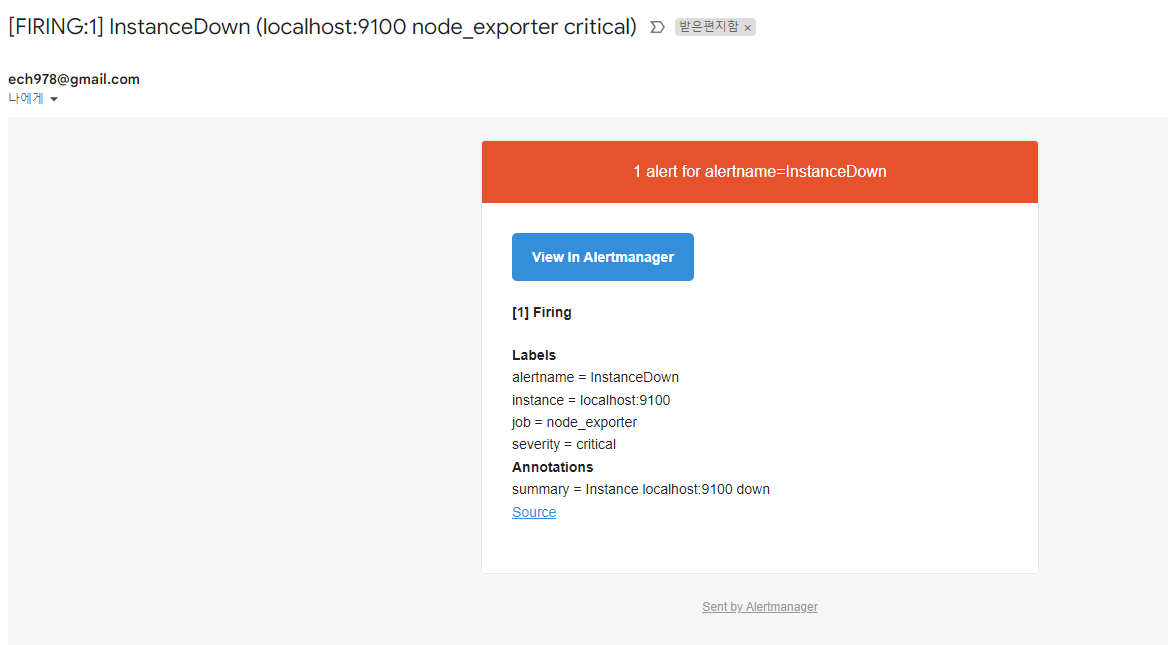 [FIRING:1] InstanceDown (localhost:9100 node_exporter critical) 받은편지함 ×
ech978@gmail.com
나에게
1 alert for alertname=InstanceDown
View In Alertmanager
[1] Firing
Labels
alertname = InstanceDown
instance = localhost:9100
job = node_exporter
severity = critical
Annotations
summary = Instance localhost:9100 down
Source
Sent by Alertmanager